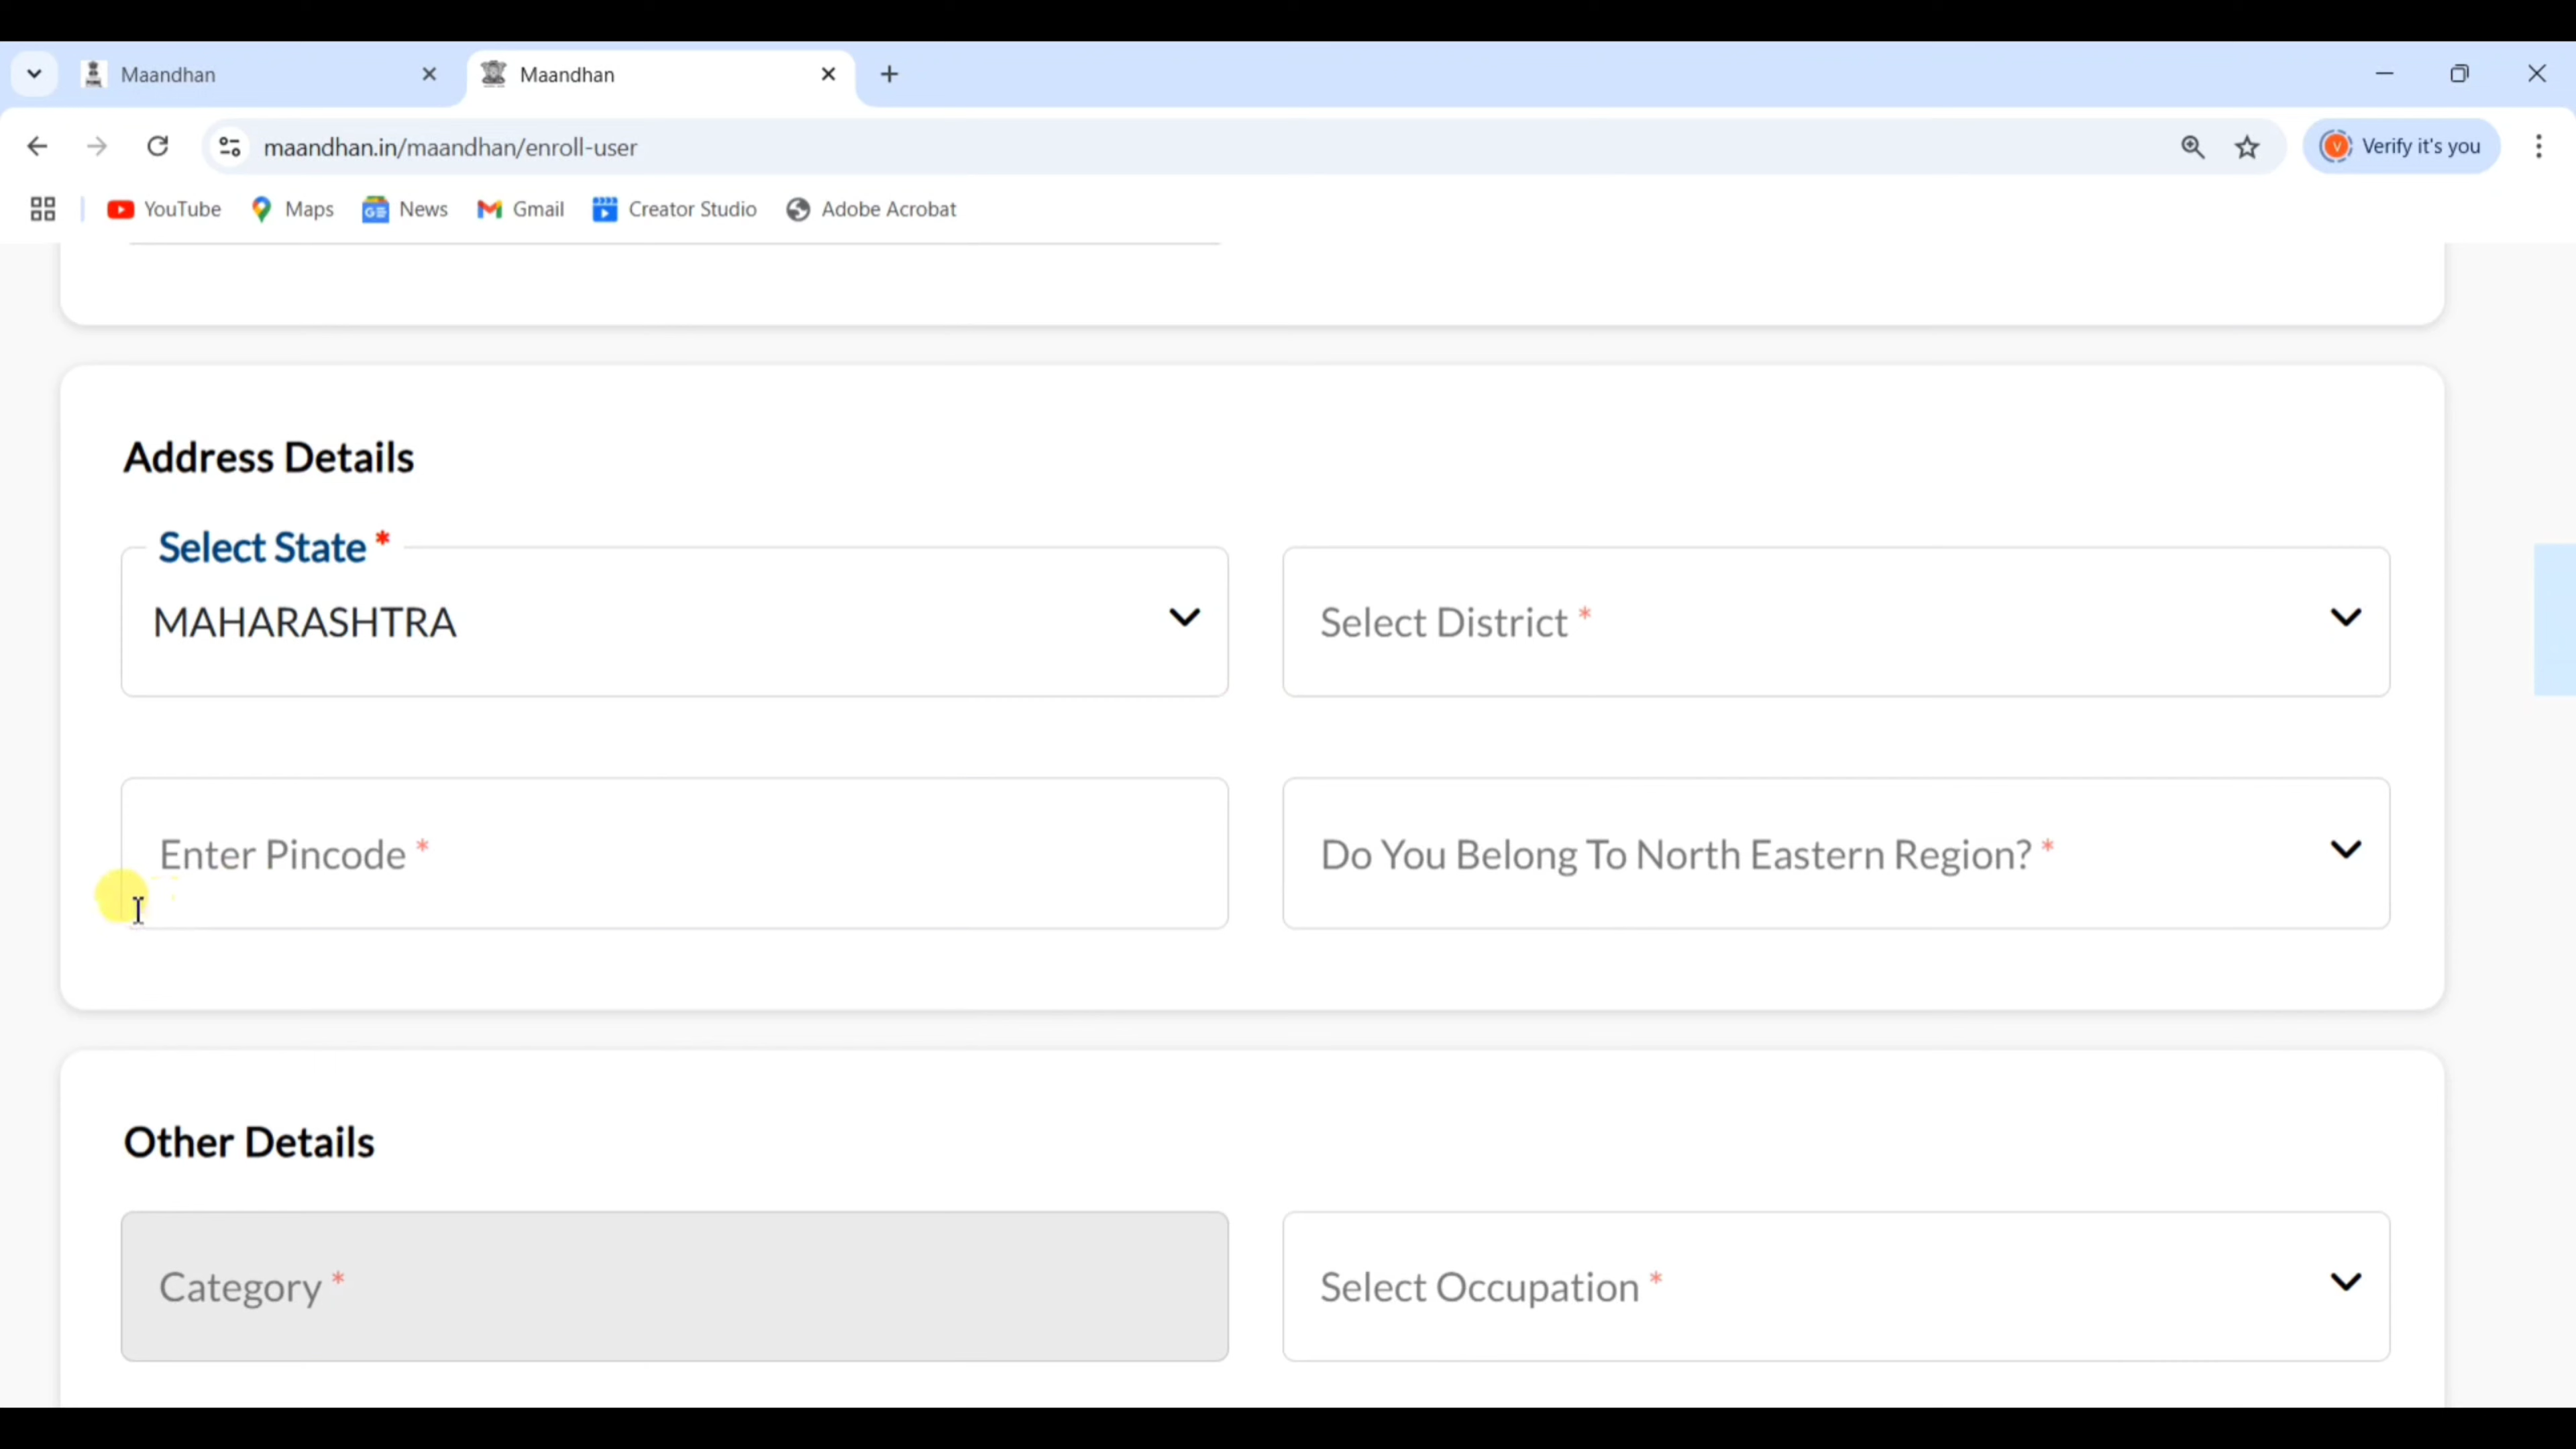 Maandhan
Maandhan
maandhan.in/maandhan/enroll-user
Verify it's you
YouTube
Maps
News
Gmail
Creator Studio
Adobe Acrobat
Address Details
Select State *
MAHARASHTRA
Select District *
Enter Pincode *
Do You Belong To North Eastern Region? *
Other Details
Category *
Select Occupation *